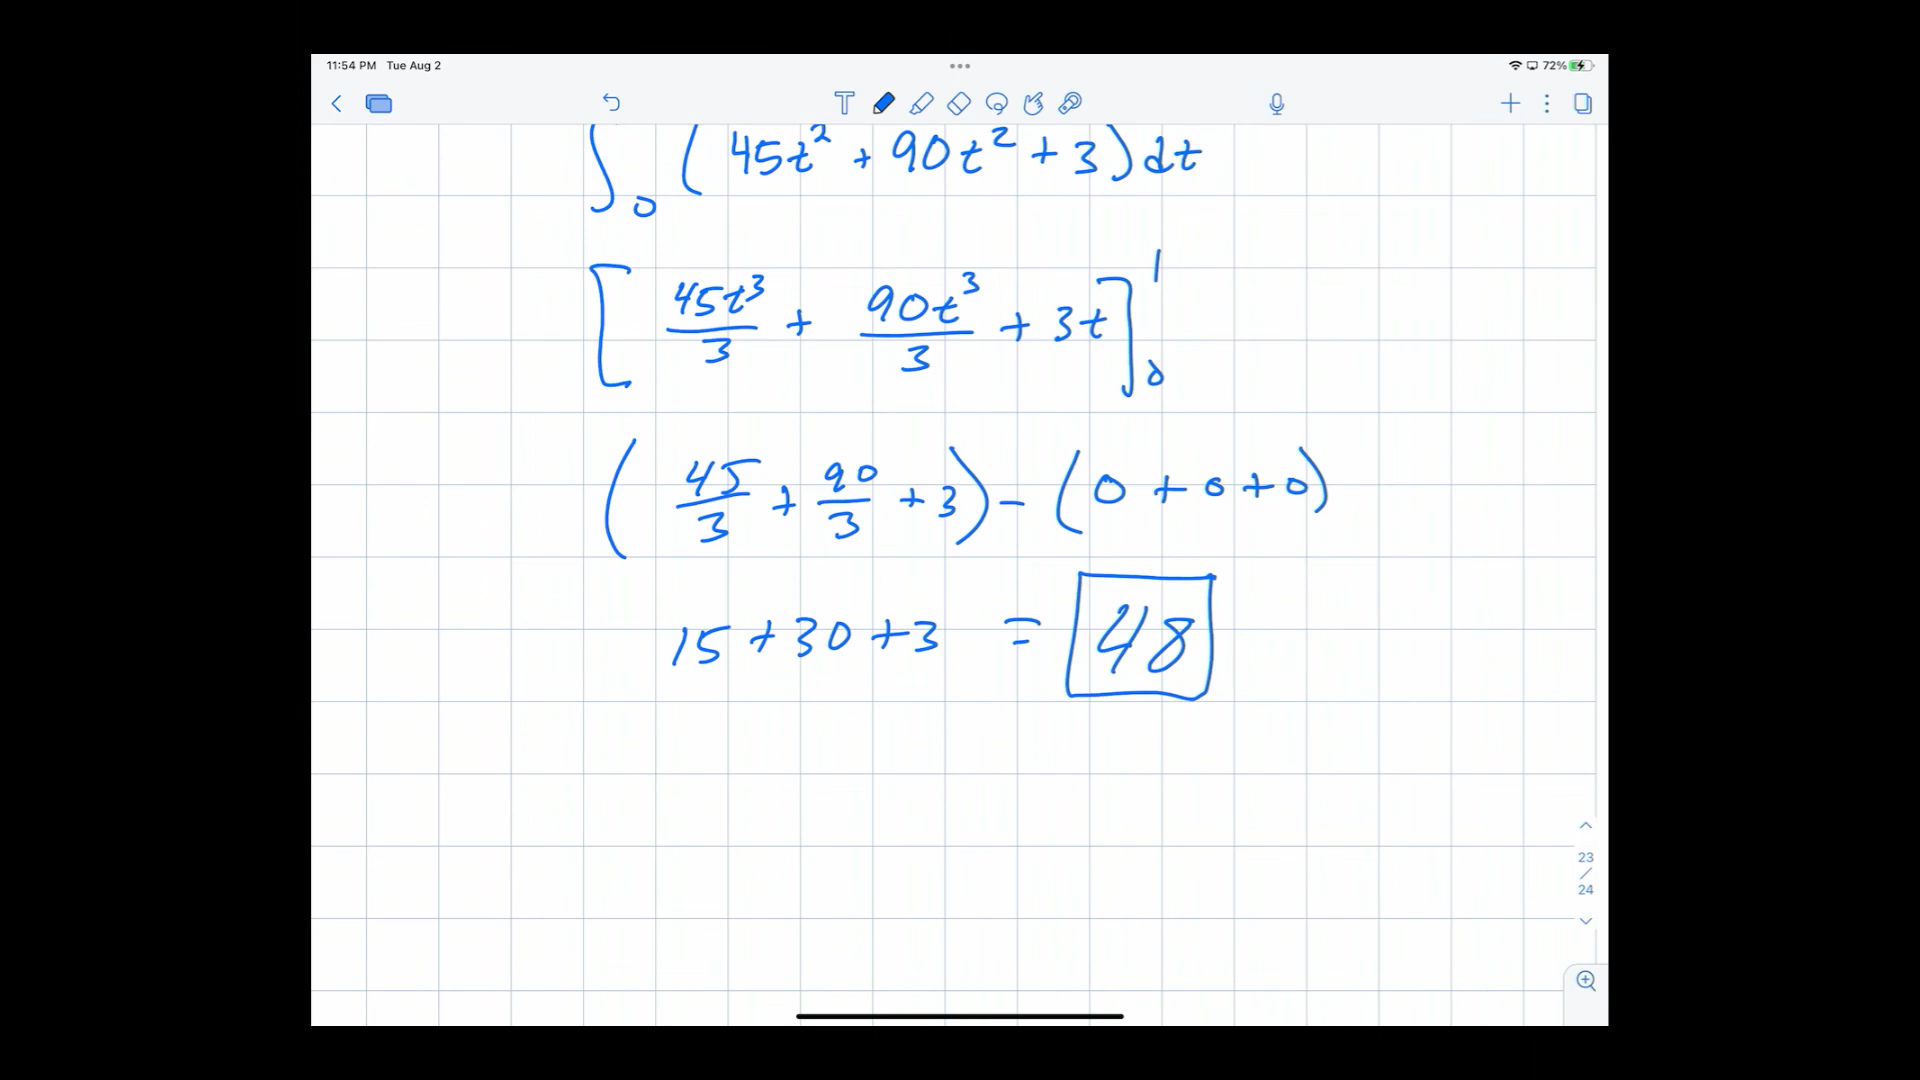 11:54 PM Tue Aug 2 72%
∫₀ (45t² + 90t² + 3) dt
[ 45t³/3 + 90t³/3 + 3t ]₀¹
( 45/3 + 90/3 + 3 ) - ( 0 + 0 + 0 )
15 + 30 + 3 = 48
23
/
24